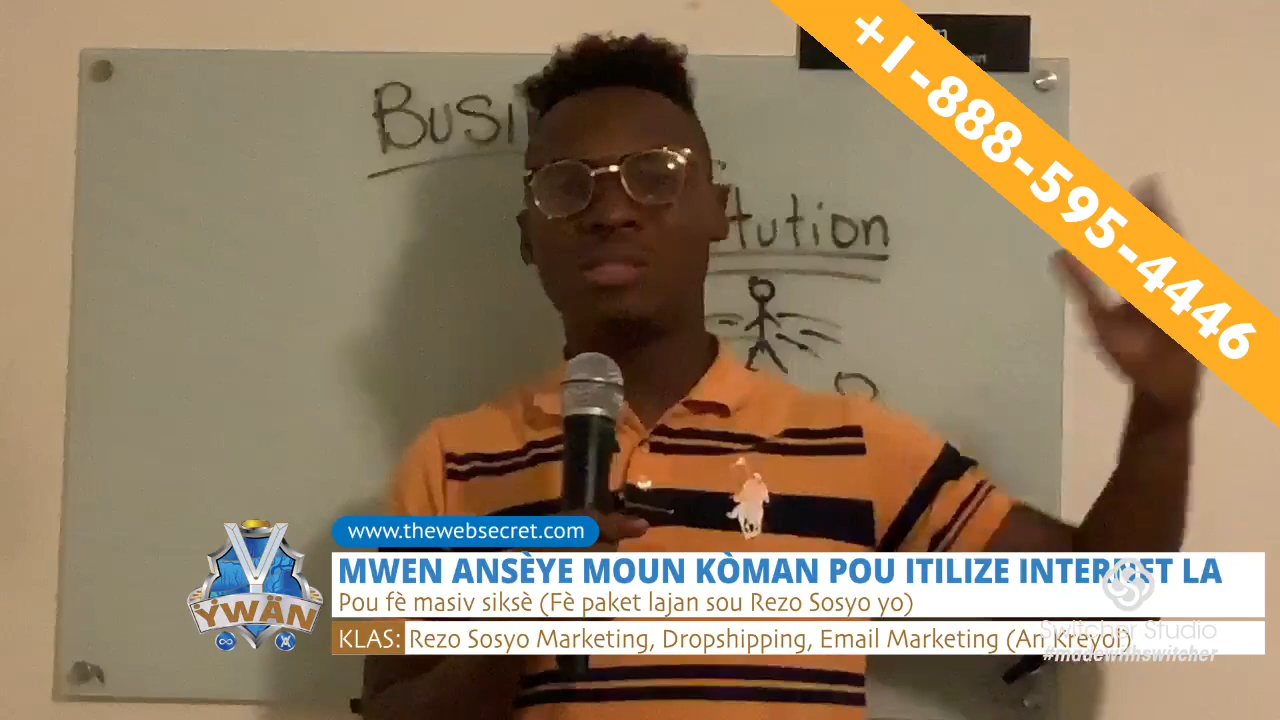 +1-888-595-4446
BUSI
tution
www.thewebsecret.com
MWEN ANSÈYE MOUN KÒMAN POU ITILIZE INTERNET LA
Pou fè masiv siksè (Fè paket lajan sou Rezo Sosyo yo)
KLAS: Rezo Sosyo Marketing, Dropshipping, Email Marketing (An Kreyol)
YWÄN
Switcher Studio
#madewithswitcher